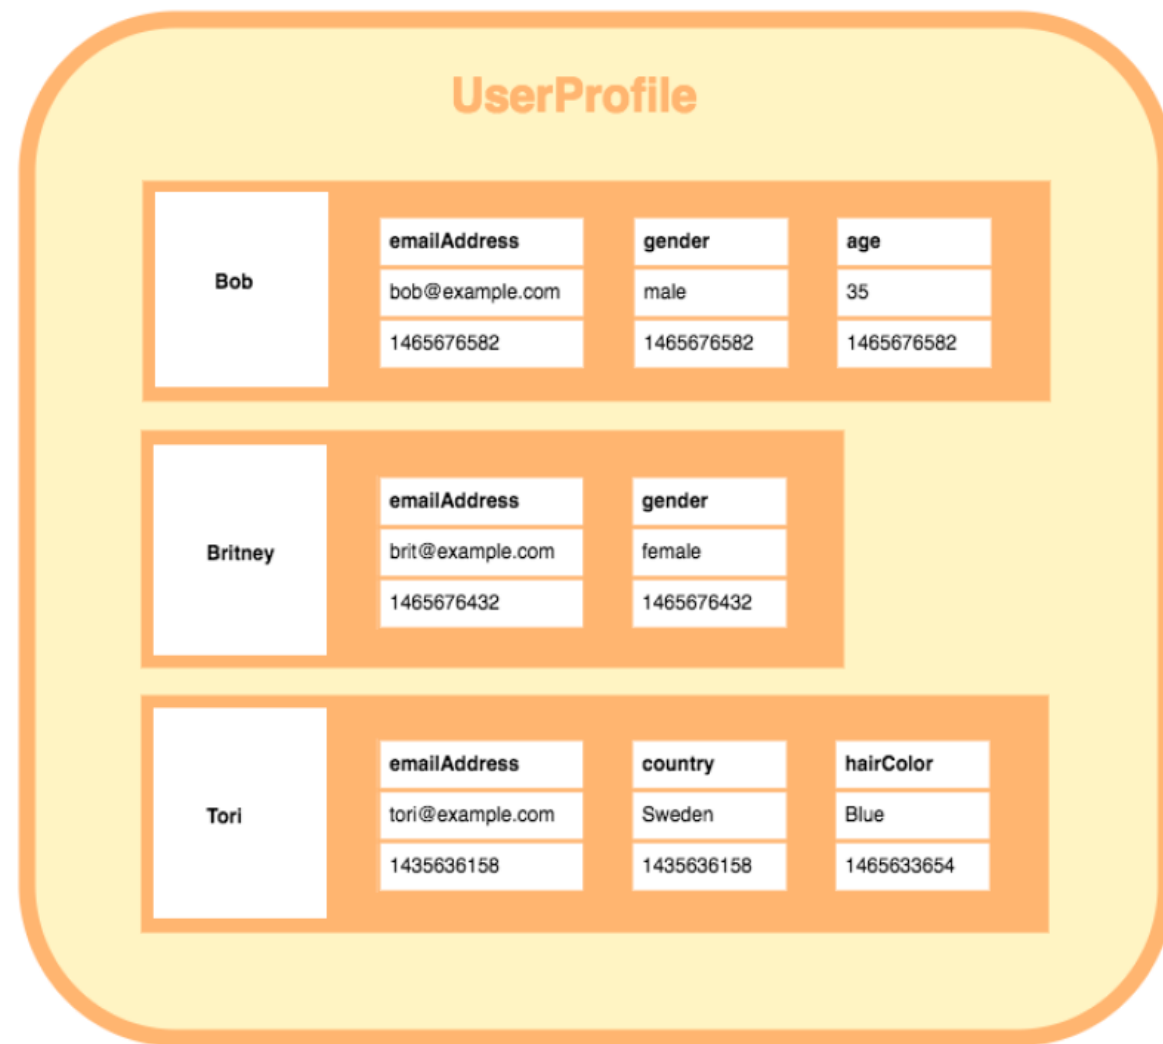 UserProfile
emailAddress gender age
Bob
bob@example.com male 35
1465676582 1465676582 1465676582
emailAddress gender
Britney
brit@example.com female
1465676432 1465676432
emailAddress country hairColor
Tori
tori@example.com Sweden Blue
1435636158 1435636158 1465633654